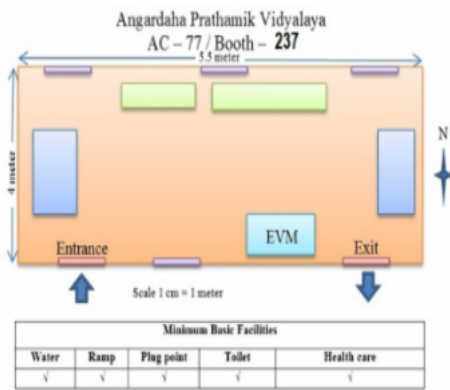 Angardaha Prathamik Vidyalaya
AC – 77 / Booth – 237
5.5 meter
4 meter
N
EVM
Entrance
Exit
Scale 1 cm = 1 meter
Minimum Basic Facilities
Water Ramp Plug point Toilet Health care
√ √ √ √ √